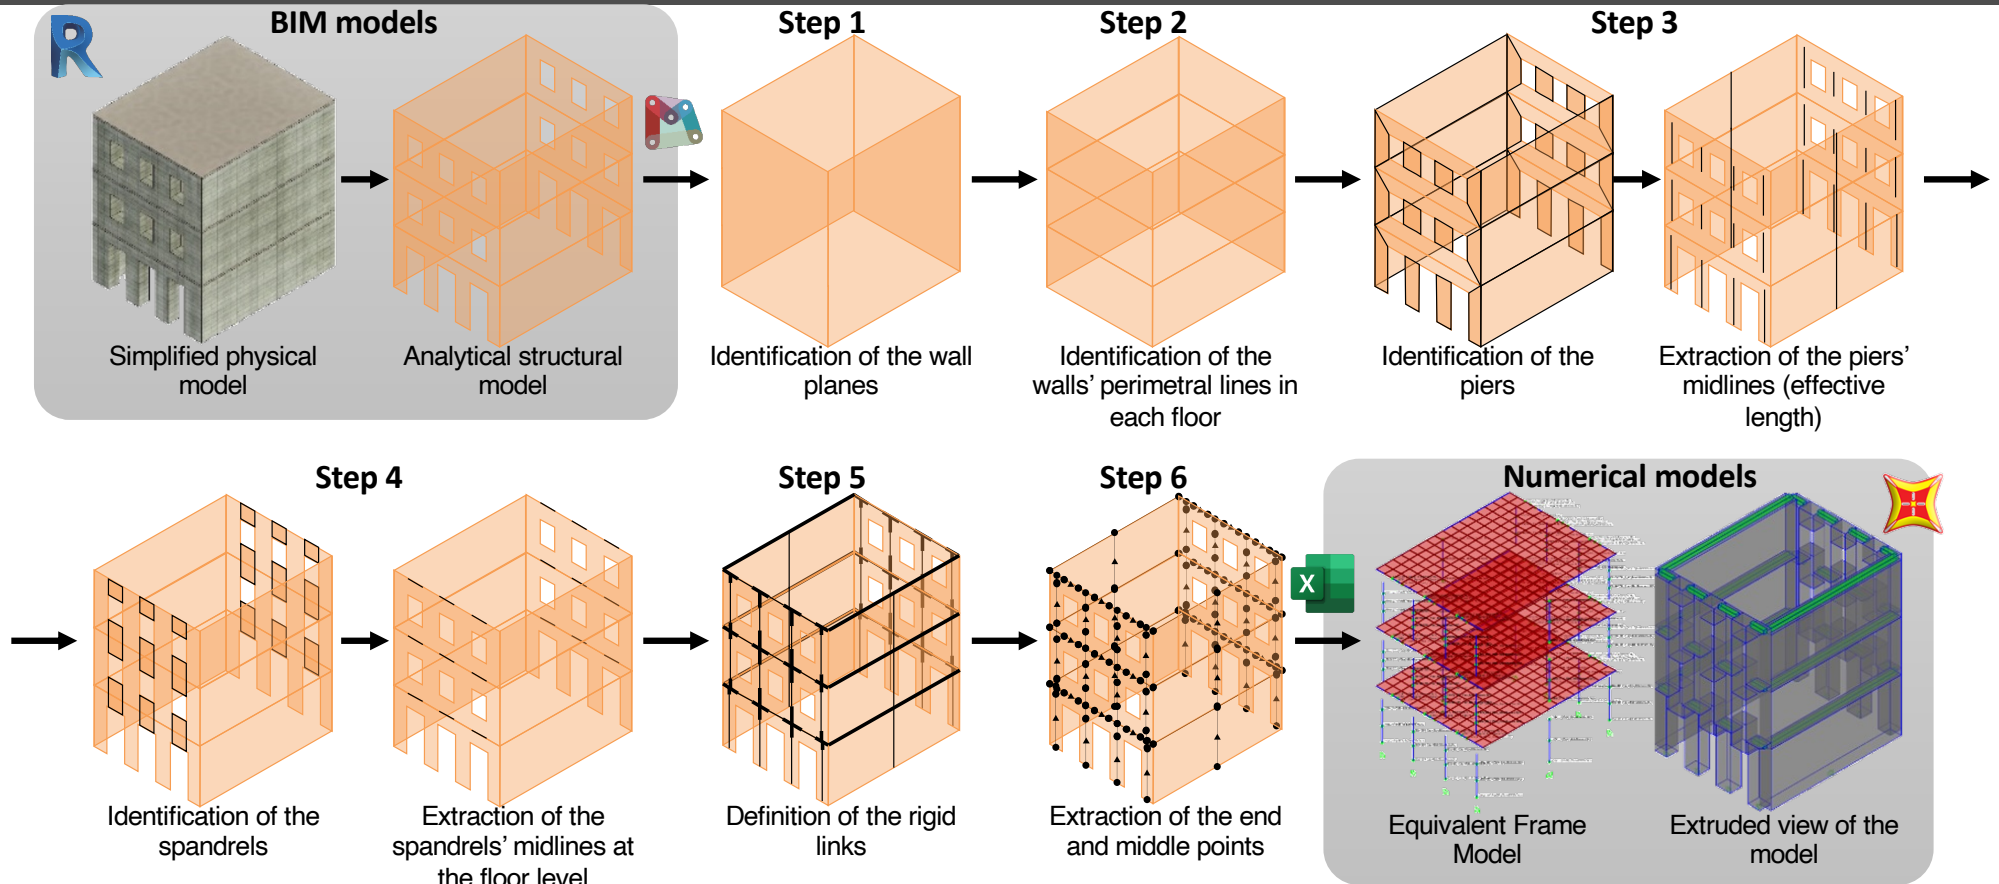 BIM models
Step 1
Step 2
Step 3
Simplified physical
model
Analytical structural
model
Identification of the wall
planes
Identification of the
walls’ perimetral lines in
each floor
Identification of the
piers
Extraction of the piers’
midlines (effective
length)
Step 4
Step 5
Step 6
Numerical models
X
Identification of the
spandrels
Extraction of the
spandrels’ midlines at
the floor level
Definition of the rigid
links
Extraction of the end
and middle points
Equivalent Frame
Model
Extruded view of the
model